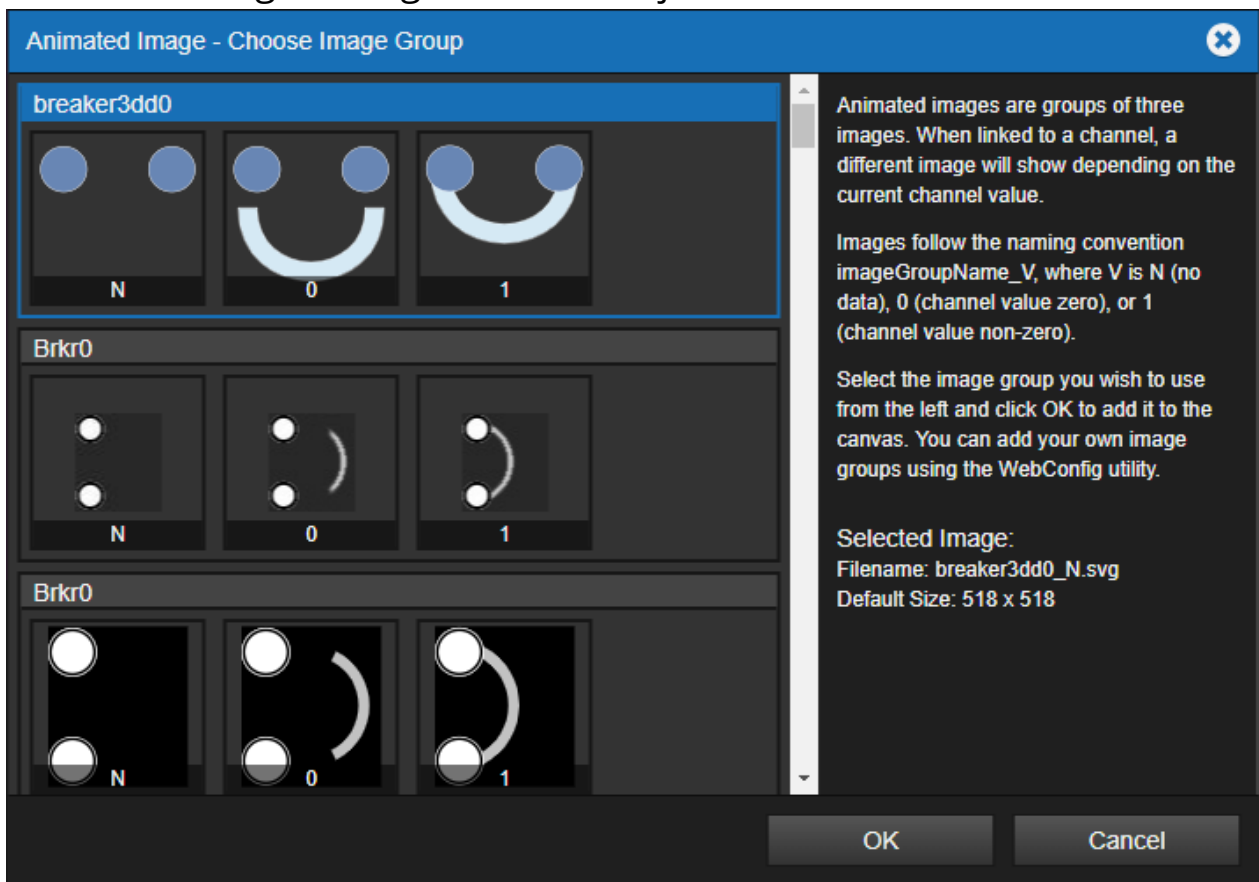 Animated Image - Choose Image Group
breaker3dd0
N
0
1
Brkr0
N
0
1
Brkr0
N
0
1
Animated images are groups of three
images. When linked to a channel, a
different image will show depending on the
current channel value.
Images follow the naming convention
imageGroupName_V, where V is N (no
data), 0 (channel value zero), or 1
(channel value non-zero).
Select the image group you wish to use
from the left and click OK to add it to the
canvas. You can add your own image
groups using the WebConfig utility.
Selected Image:
Filename: breaker3dd0_N.svg
Default Size: 518 x 518
OK
Cancel